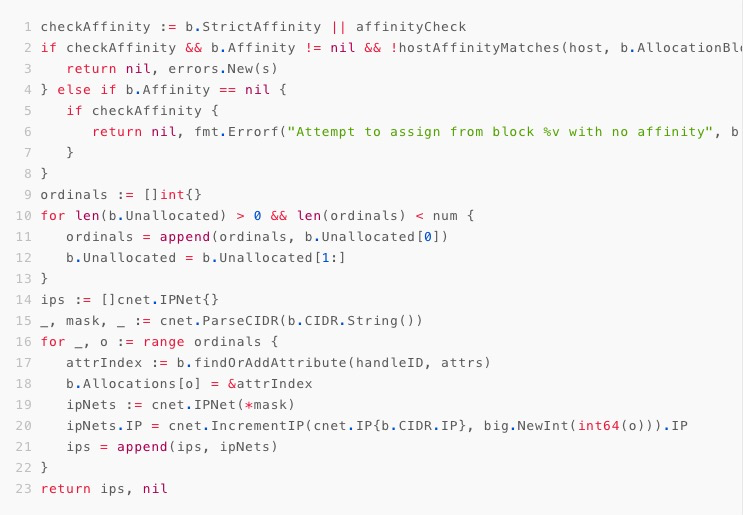 1 checkAffinity := b.StrictAffinity || affinityCheck
2 if checkAffinity && b.Affinity != nil && !hostAffinityMatches(host, b.AllocationBlo
3    return nil, errors.New(s)
4 } else if b.Affinity == nil {
5    if checkAffinity {
6       return nil, fmt.Errorf("Attempt to assign from block %v with no affinity", b
7    }
8 }
9 ordinals := []int{}
10 for len(b.Unallocated) > 0 && len(ordinals) < num {
11    ordinals = append(ordinals, b.Unallocated[0])
12    b.Unallocated = b.Unallocated[1:]
13 }
14 ips := []cnet.IPNet{}
15 _, mask, _ := cnet.ParseCIDR(b.CIDR.String())
16 for _, o := range ordinals {
17    attrIndex := b.findOrAddAttribute(handleID, attrs)
18    b.Allocations[o] = &attrIndex
19    ipNets := cnet.IPNet(*mask)
20    ipNets.IP = cnet.IncrementIP(cnet.IP{b.CIDR.IP}, big.NewInt(int64(o))).IP
21    ips = append(ips, ipNets)
22 }
23 return ips, nil